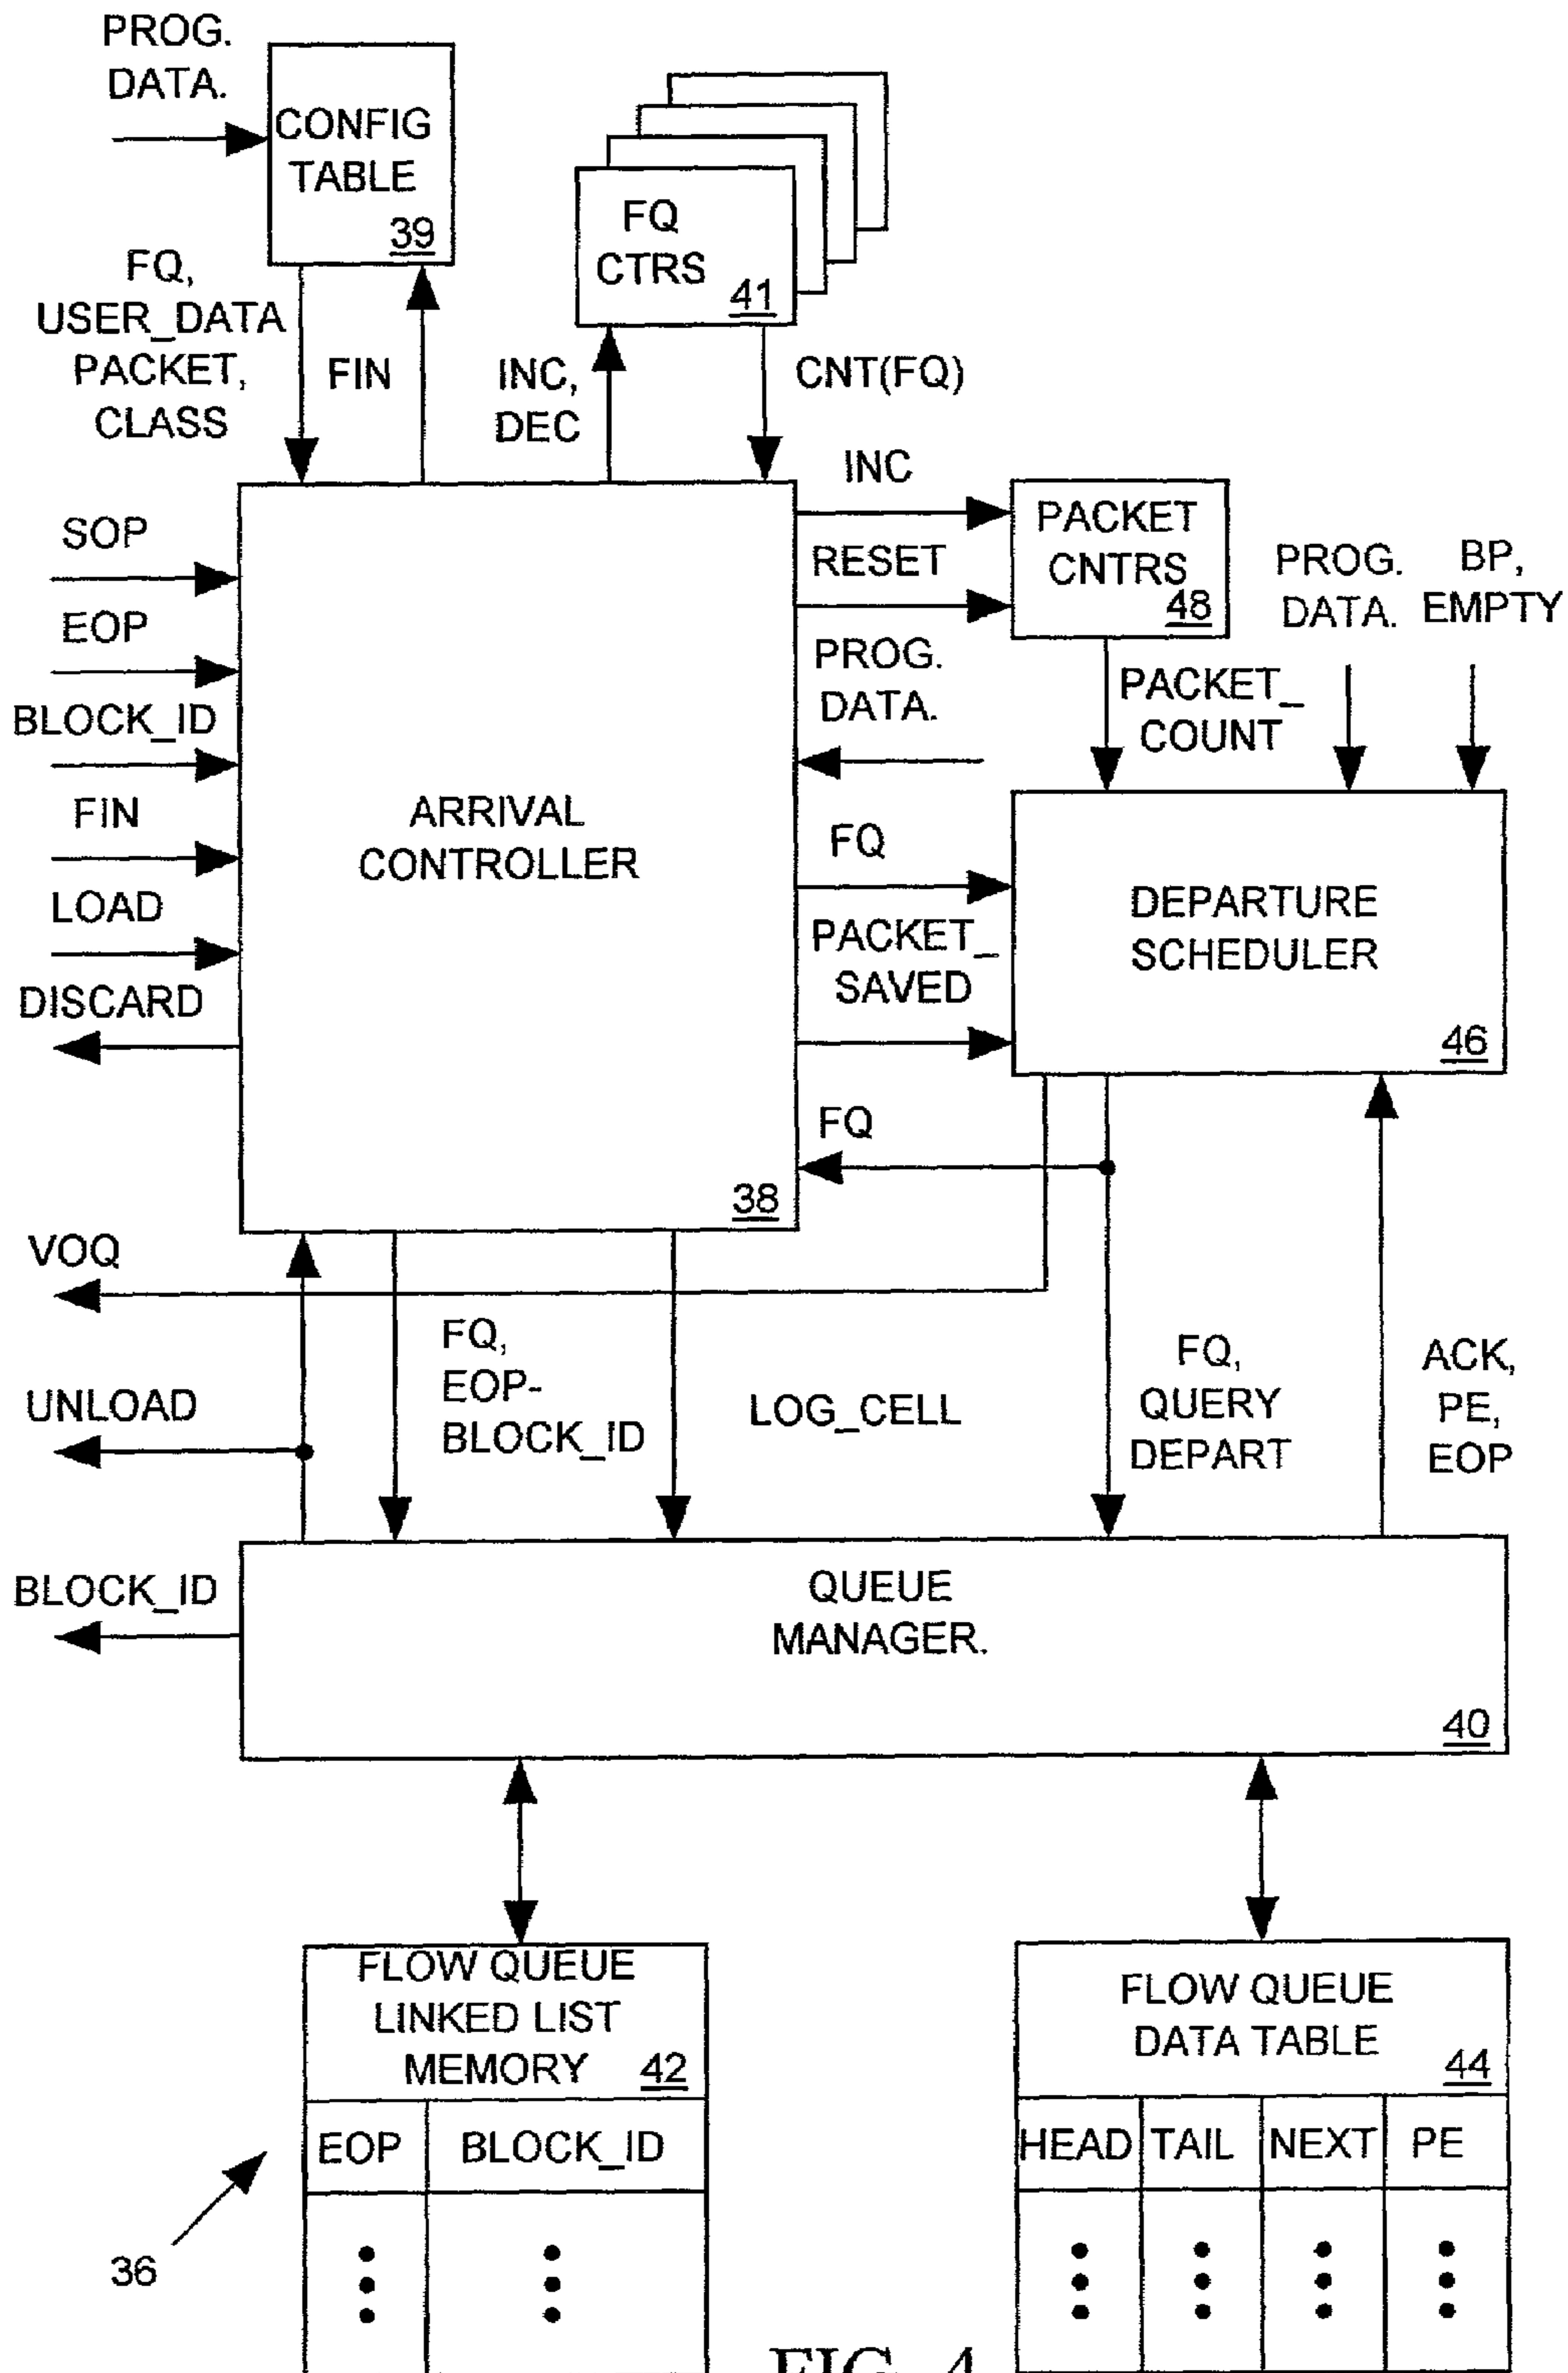 PROG.
DATA.
CONFIG
TABLE
39
FQ
CTRS
41
FQ,
USER_DATA
PACKET,
CLASS
FIN
INC,
DEC
CNT(FQ)
INC
RESET
PACKET
CNTRS
48
PROG.
DATA.
BP,
EMPTY
SOP
EOP
BLOCK_ID
FIN
LOAD
DISCARD
ARRIVAL
CONTROLLER
38
PROG.
DATA.
PACKET_
COUNT
FQ
PACKET_
SAVED
DEPARTURE
SCHEDULER
46
FQ
VOQ
UNLOAD
FQ,
EOP-
BLOCK_ID
LOG_CELL
FQ,
QUERY
DEPART
ACK,
PE,
EOP
BLOCK_ID
QUEUE
MANAGER.
40
FLOW QUEUE
LINKED LIST
MEMORY
42
EOP
BLOCK_ID
FLOW QUEUE
DATA TABLE
44
HEAD
TAIL
NEXT
PE
36
FIG. 4